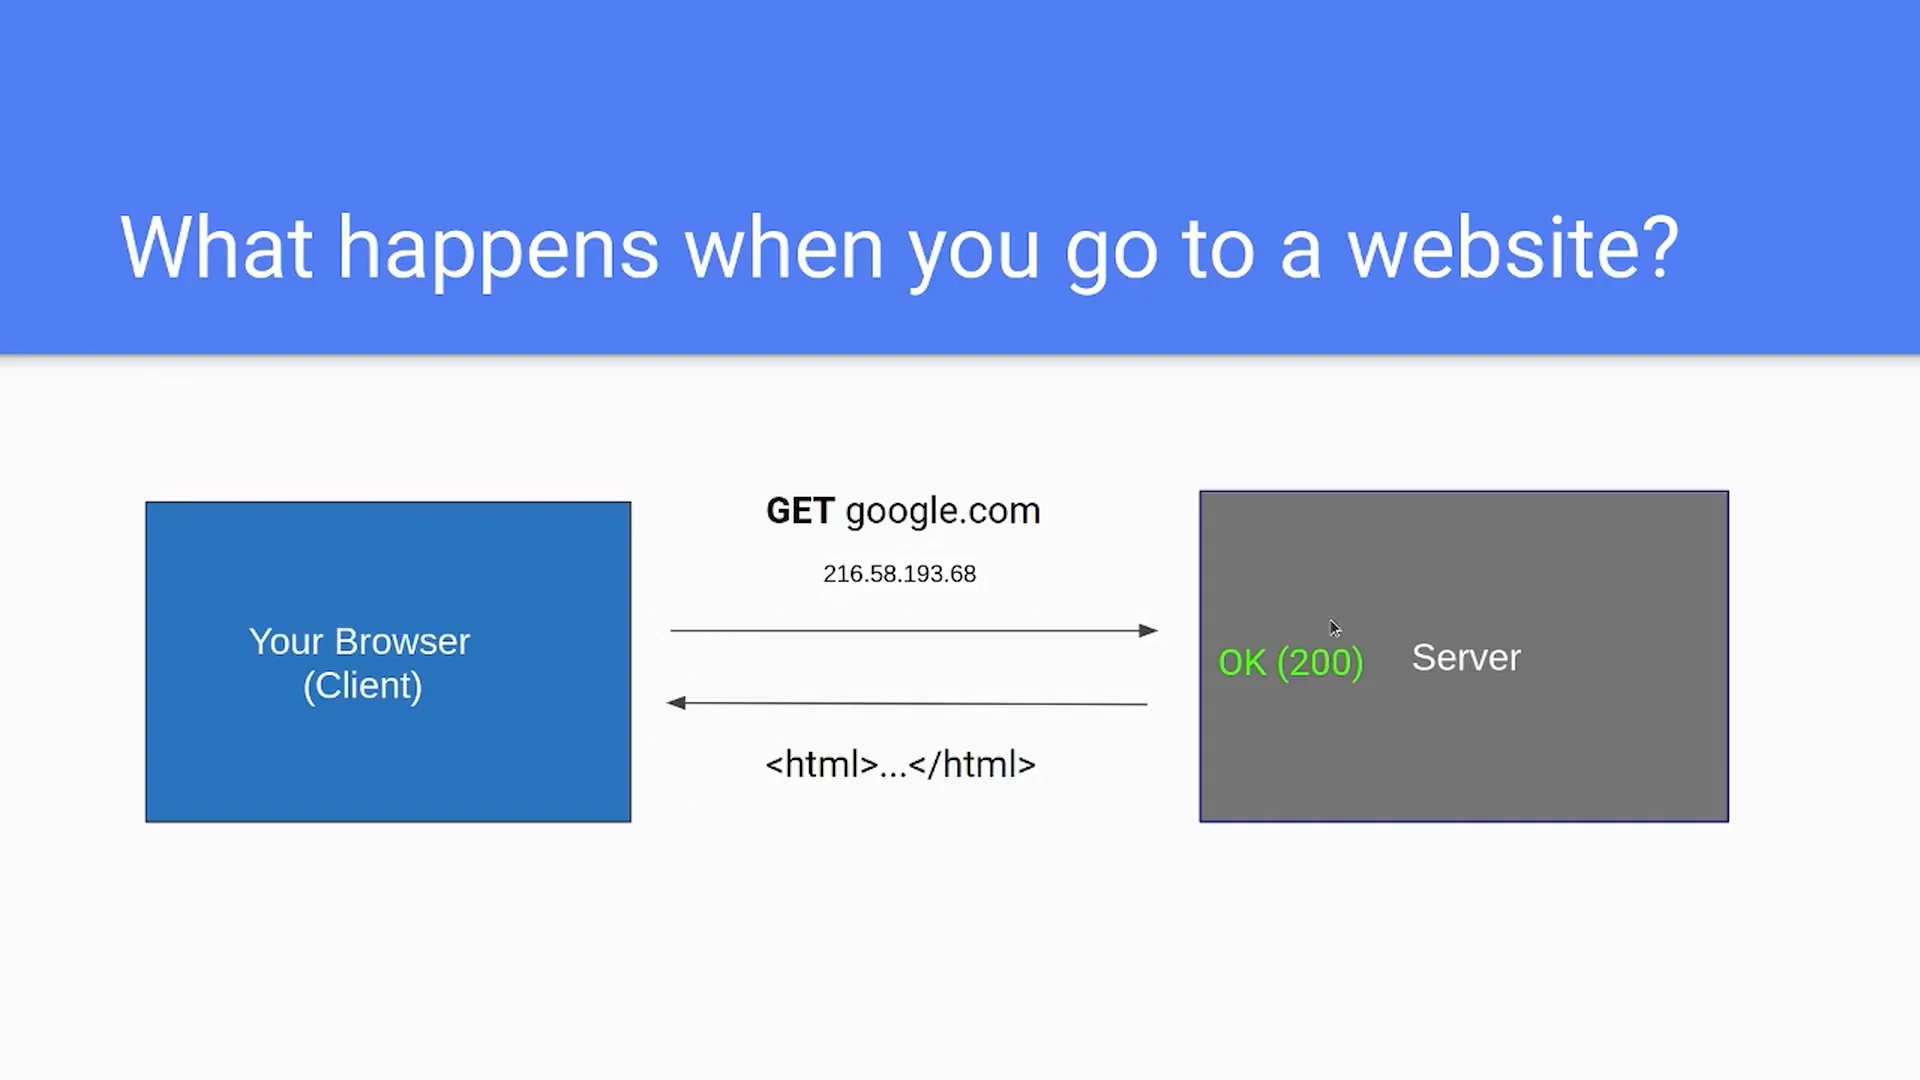 What happens when you go to a website?
GET google.com
216.58.193.68
Your Browser
(Client)
OK (200)
Server
<html>...</html>